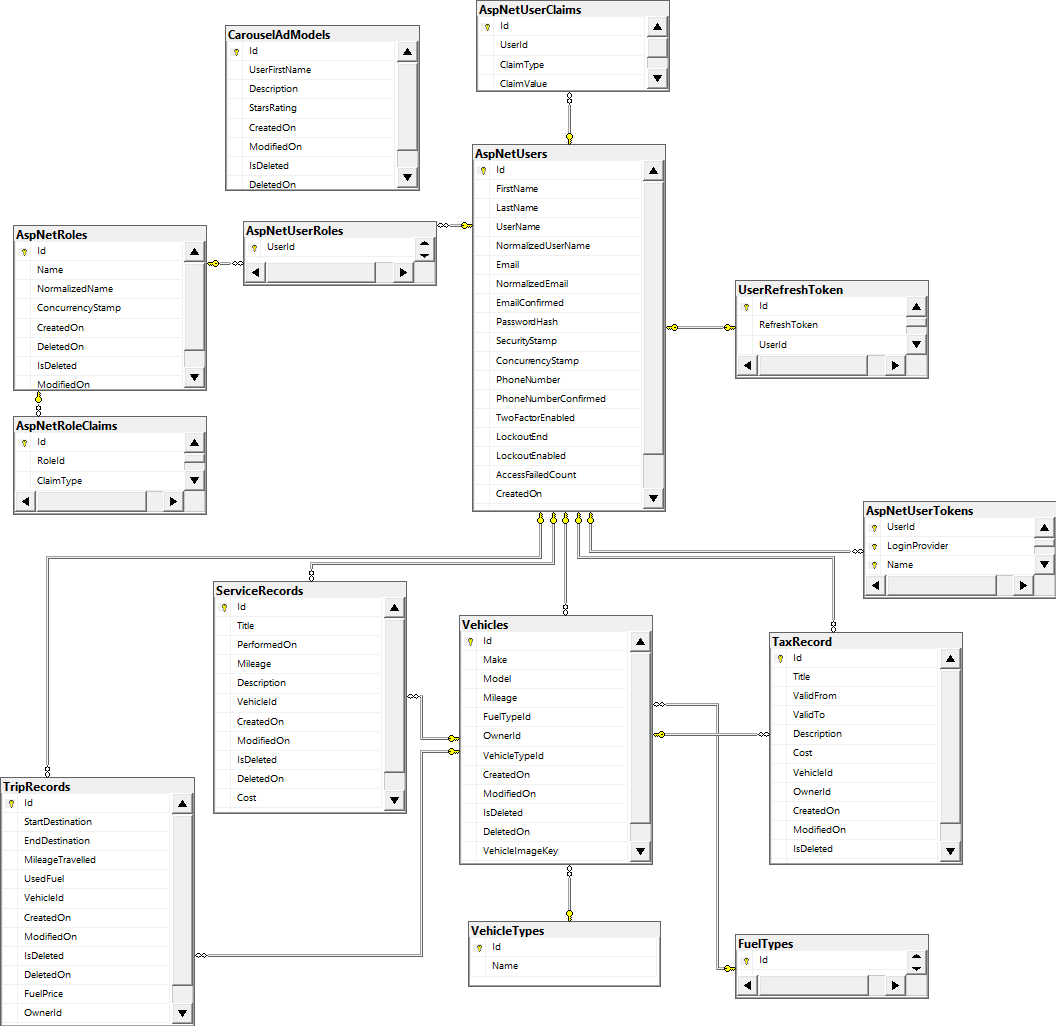 AspNetUserClaims
Id
UserId
ClaimType
ClaimValue
CarouselAdModels
Id
UserFirstName
Description
StarsRating
CreatedOn
ModifiedOn
IsDeleted
DeletedOn
AspNetUsers
Id
FirstName
LastName
UserName
NormalizedUserName
Email
NormalizedEmail
EmailConfirmed
PasswordHash
SecurityStamp
ConcurrencyStamp
PhoneNumber
PhoneNumberConfirmed
TwoFactorEnabled
LockoutEnd
LockoutEnabled
AccessFailedCount
CreatedOn
AspNetRoles
Id
Name
NormalizedName
ConcurrencyStamp
CreatedOn
DeletedOn
IsDeleted
ModifiedOn
AspNetUserRoles
UserId
UserRefreshToken
Id
RefreshToken
UserId
AspNetRoleClaims
Id
RoleId
ClaimType
AspNetUserTokens
UserId
LoginProvider
Name
ServiceRecords
Id
Title
PerformedOn
Mileage
Description
VehicleId
CreatedOn
ModifiedOn
IsDeleted
DeletedOn
Cost
Vehicles
Id
Make
Model
Mileage
FuelTypeId
OwnerId
VehicleTypeId
CreatedOn
ModifiedOn
IsDeleted
DeletedOn
VehicleImageKey
TaxRecord
Id
Title
ValidFrom
ValidTo
Description
Cost
VehicleId
OwnerId
CreatedOn
ModifiedOn
IsDeleted
TripRecords
Id
StartDestination
EndDestination
MileageTravelled
UsedFuel
VehicleId
CreatedOn
ModifiedOn
IsDeleted
DeletedOn
FuelPrice
OwnerId
VehicleTypes
Id
Name
FuelTypes
Id